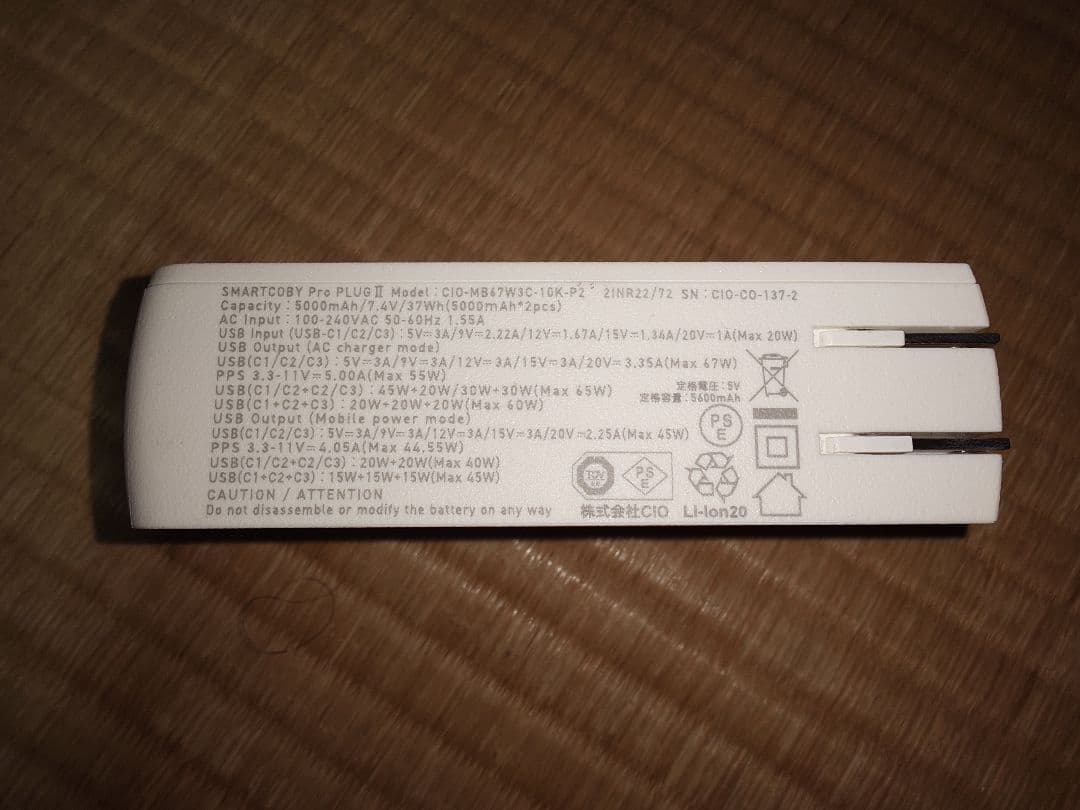 SMARTCOBY Pro PLUGⅡ Model：CIO-MB67W3C-10K-P2 2INR22/72 SN：CIO-CO-137-2
Capacity：5000mAh/7.4V/37Wh(5000mAh*2pcs)
AC Input：100-240VAC 50-60Hz 1.55A
USB Input (USB-C1/C2/C3)：5V⎓3A/9V⎓2.22A/12V⎓1.67A/15V⎓1.34A/20V⎓1A(Max 20W)
USB Output (AC charger mode)
USB(C1/C2/C3)：5V⎓3A/9V⎓3A/12V⎓3A/15V⎓3A/20V⎓3.35A(Max 67W)
PPS 3.3-11V⎓5.00A(Max 55W)
USB(C1/C2+C2/C3)：45W+20W/30W+30W(Max 65W)
USB(C1+C2+C3)：20W+20W+20W(Max 60W)
USB Output (Mobile power mode)
USB(C1/C2/C3)：5V⎓3A/9V⎓3A/12V⎓3A/15V⎓3A/20V⎓2.25A(Max 45W)
PPS 3.3-11V⎓4.05A(Max 44.55W)
USB(C1/C2+C2/C3)：20W+20W(Max 40W)
USB(C1+C2+C3)：15W+15W+15W(Max 45W)
CAUTION / ATTENTION
Do not disassemble or modify the battery on any way
定格電圧：5V
定格容量：5600mAh
PS
E
TÜV
PS
E
株式会社CIO
Li-Ion20